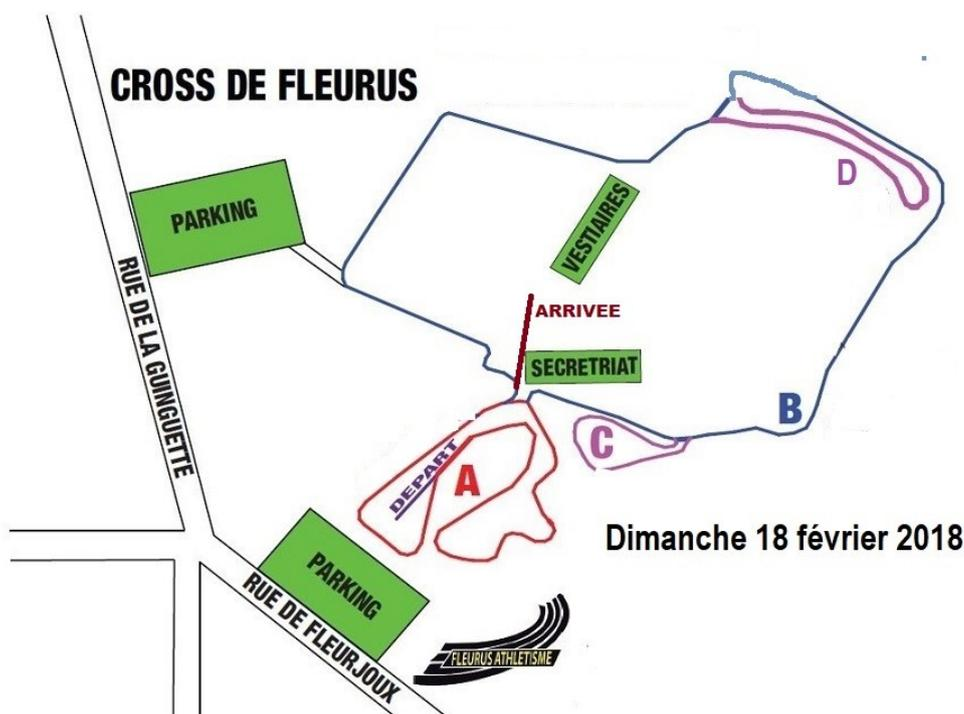 CROSS DE FLEURUS
PARKING
VESTIAIRES
D
RUE DE LA GUINGUETTE
ARRIVEE
SECRETRIAT
B
C
DEPART
A
Dimanche 18 février 2018
PARKING
RUE DE FLEURJOUX
FLEURUS ATHLETISME